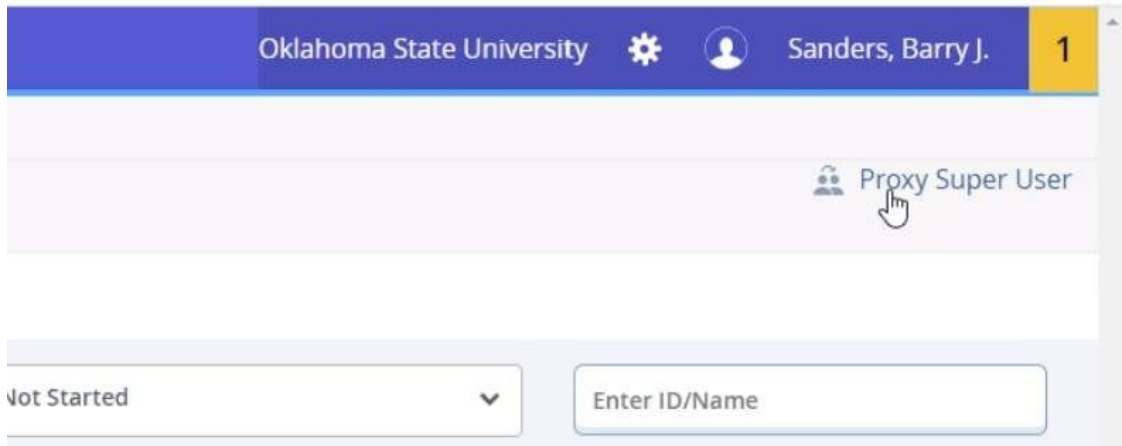 Oklahoma State University Sanders, Barry J. 1
Proxy Super User
Not Started Enter ID/Name